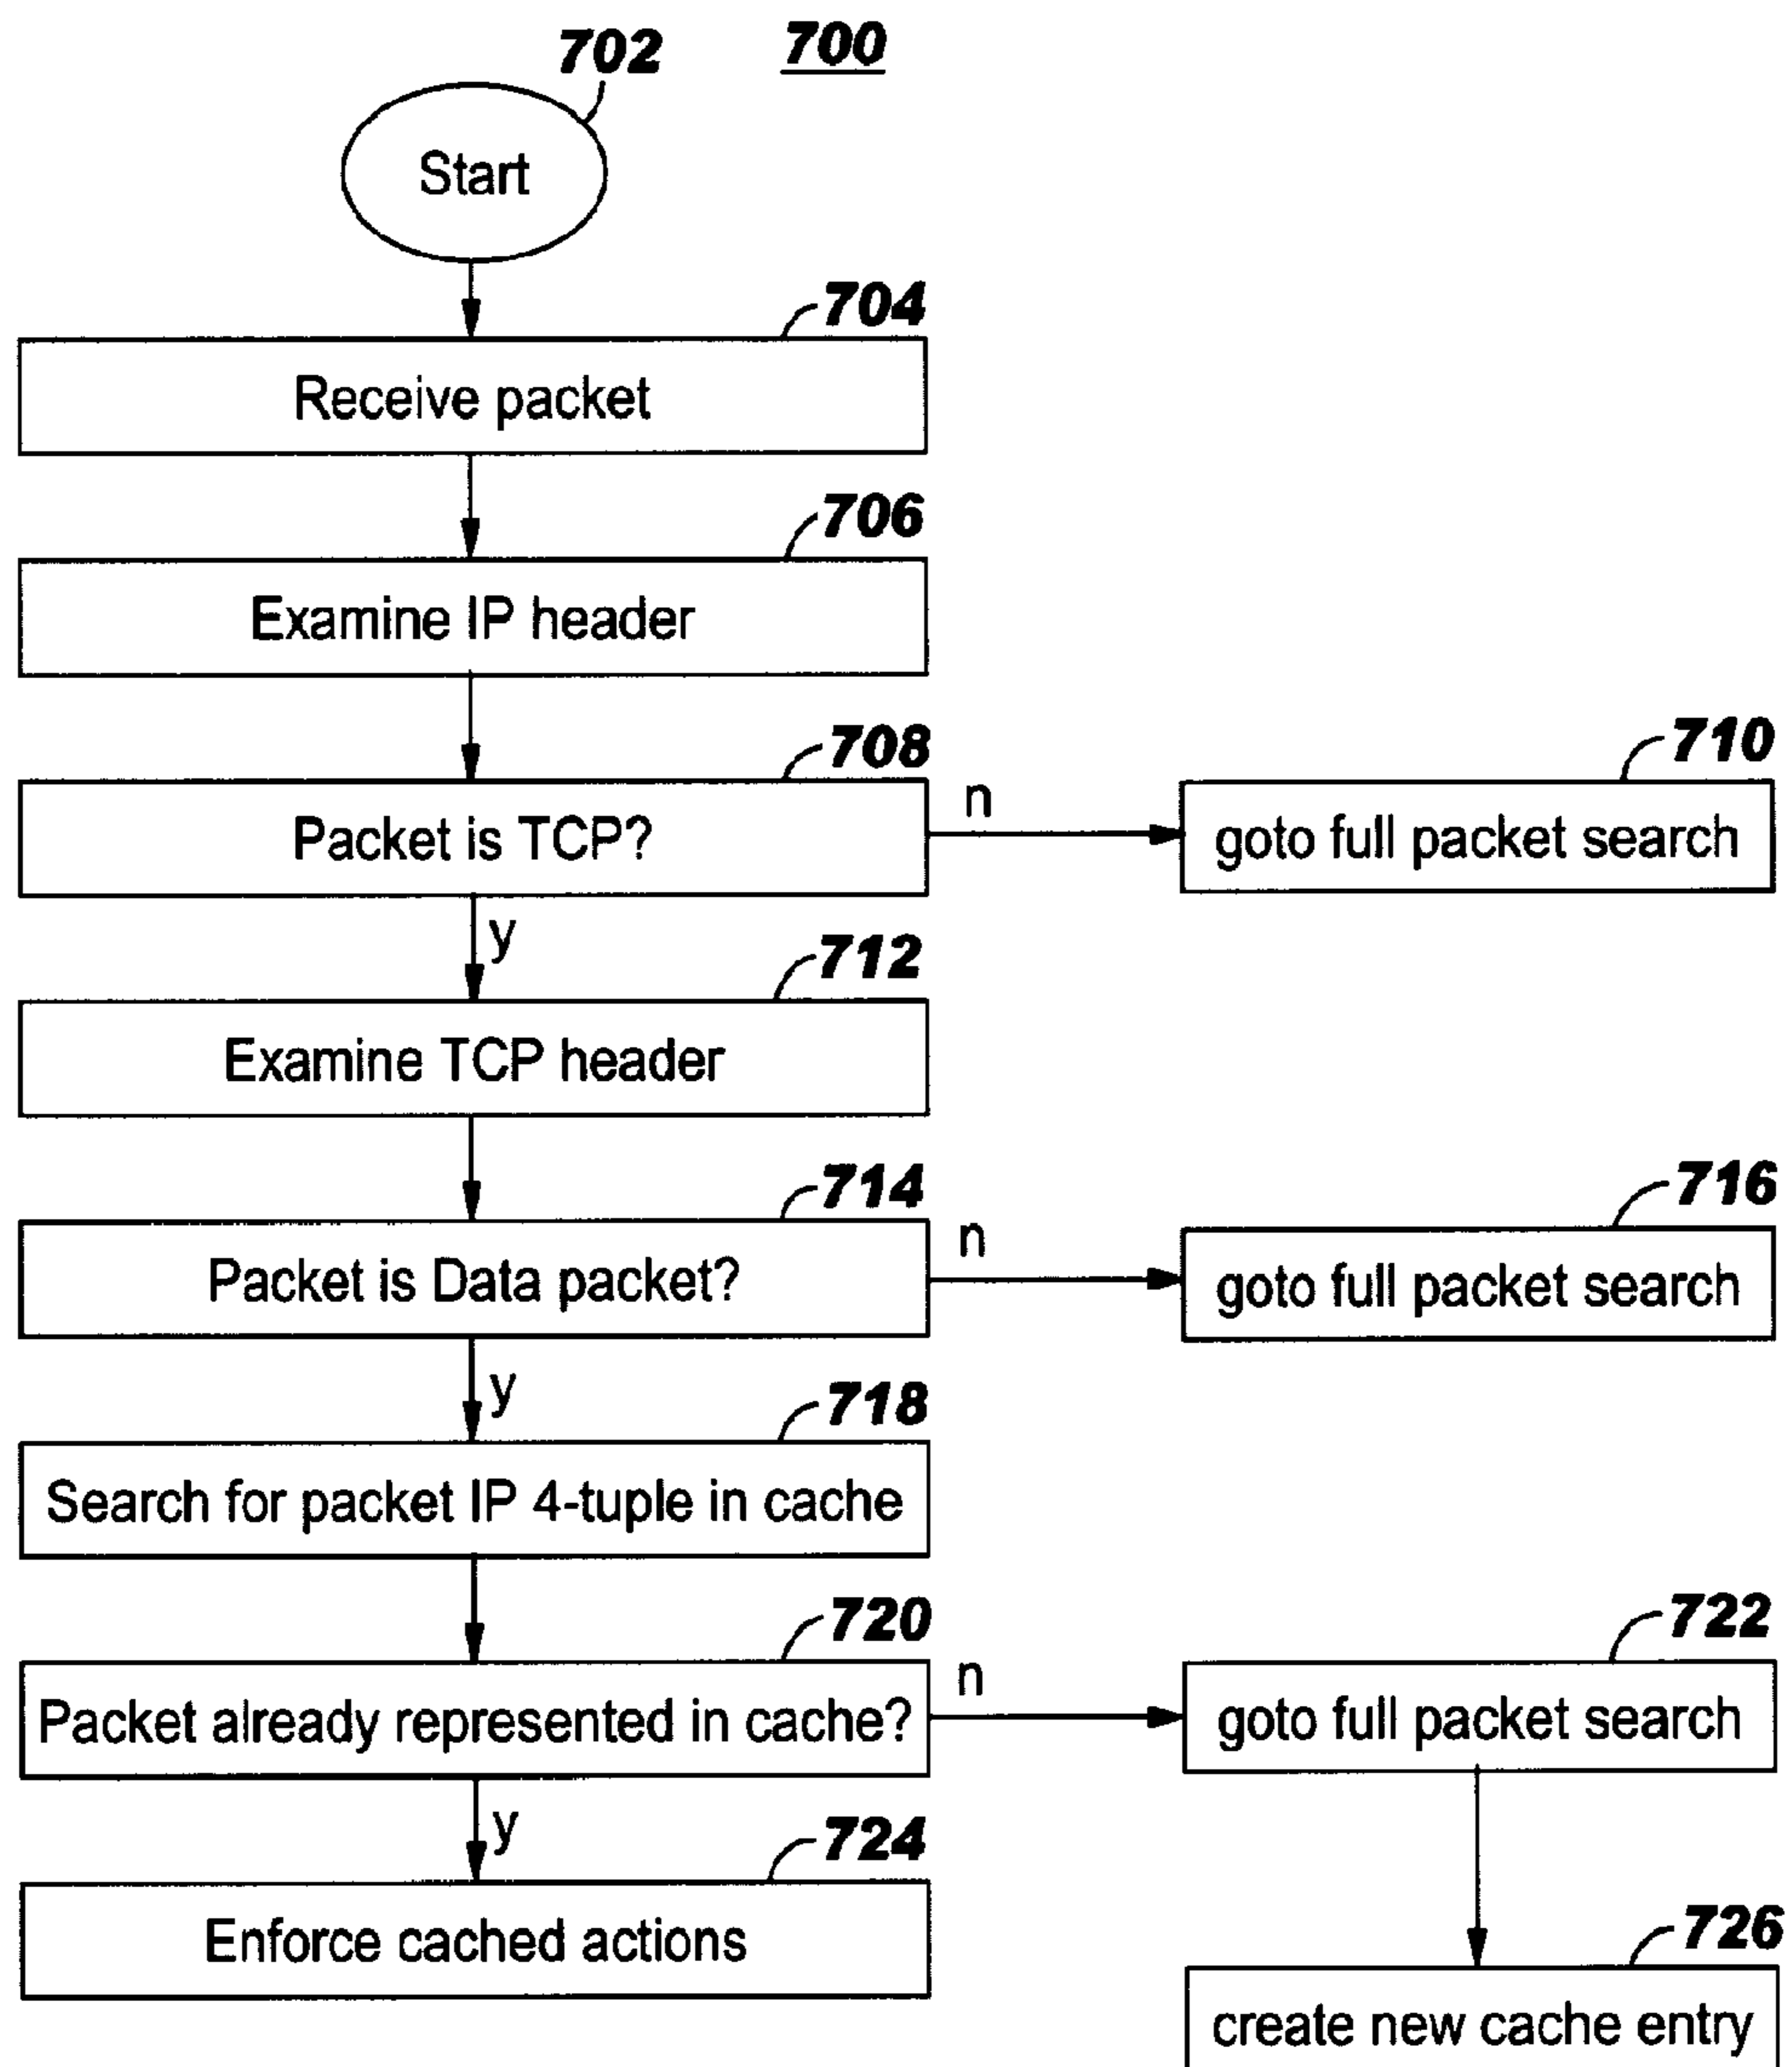 702
700
Start
704
Receive packet
706
Examine IP header
708
Packet is TCP?
n
710
goto full packet search
y
712
Examine TCP header
714
Packet is Data packet?
n
716
goto full packet search
y
718
Search for packet IP 4-tuple in cache
720
Packet already represented in cache?
n
722
goto full packet search
y
724
Enforce cached actions
726
create new cache entry